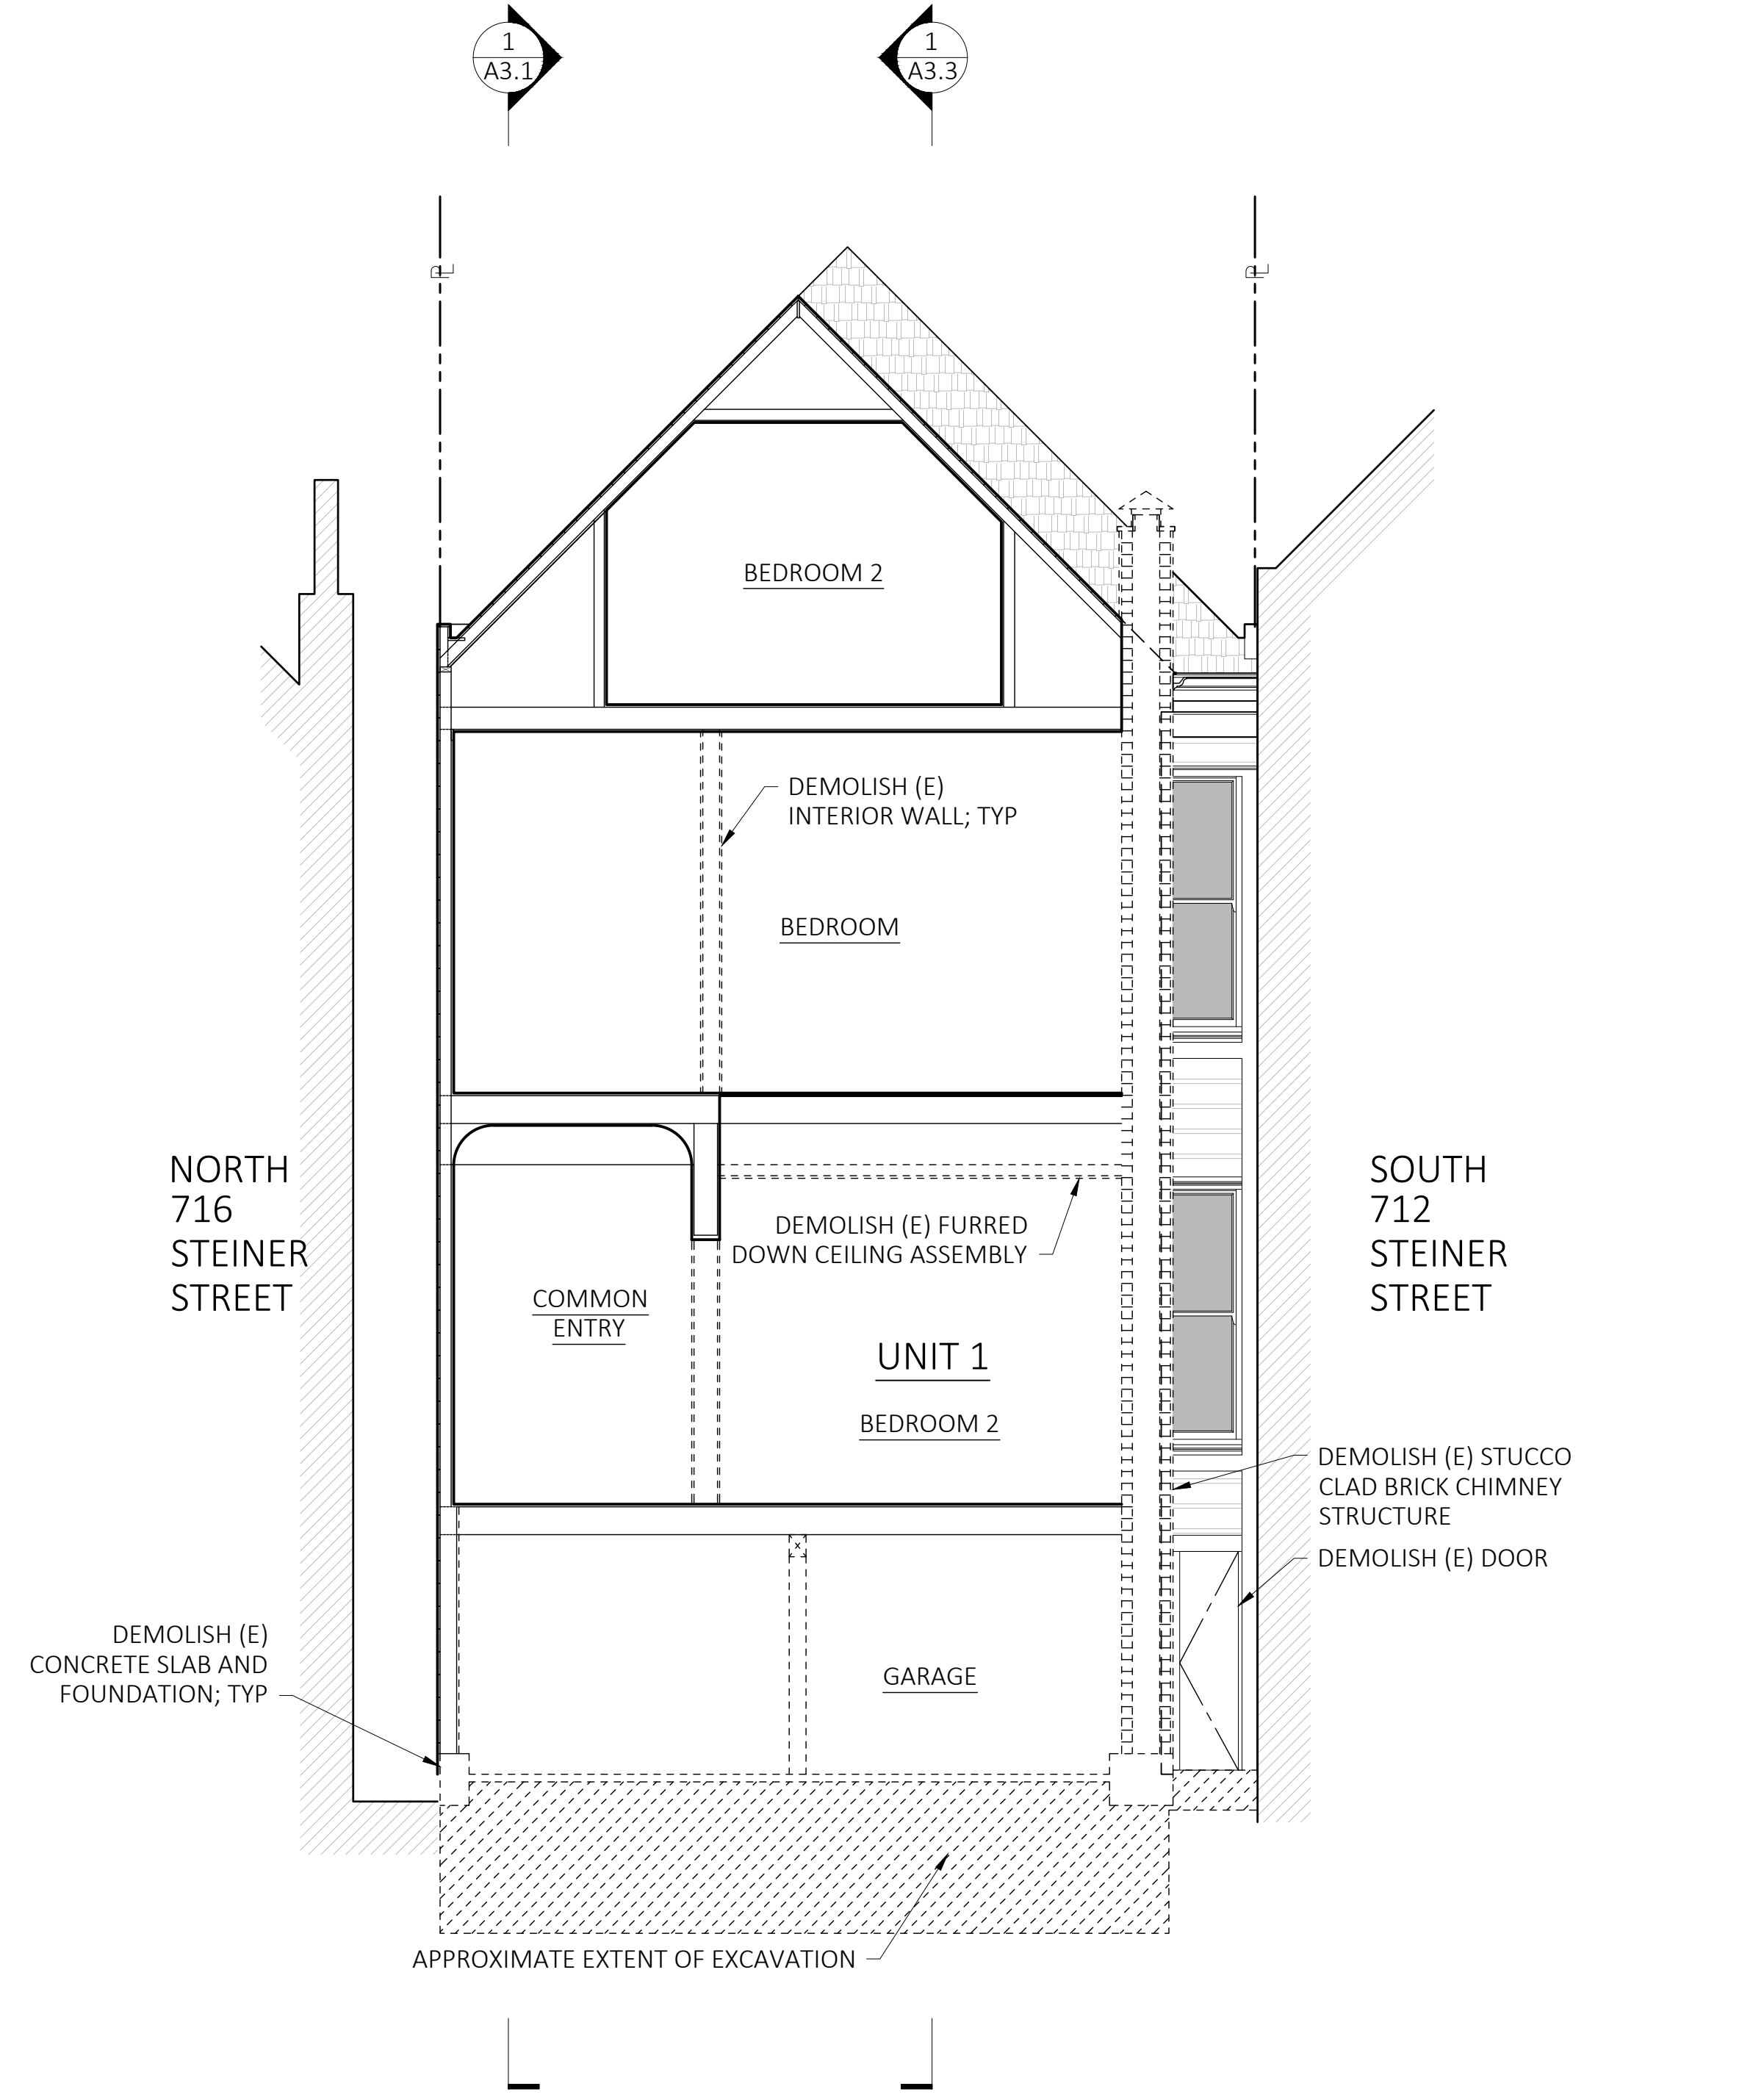 1
A3.1
1
A3.3
PL
PL
BEDROOM 2
DEMOLISH (E)
INTERIOR WALL; TYP
BEDROOM
NORTH
716
STEINER
STREET
SOUTH
712
STEINER
STREET
DEMOLISH (E) FURRED
DOWN CEILING ASSEMBLY
COMMON
ENTRY
UNIT 1
BEDROOM 2
DEMOLISH (E) STUCCO
CLAD BRICK CHIMNEY
STRUCTURE
DEMOLISH (E) DOOR
DEMOLISH (E)
CONCRETE SLAB AND
FOUNDATION; TYP
GARAGE
APPROXIMATE EXTENT OF EXCAVATION